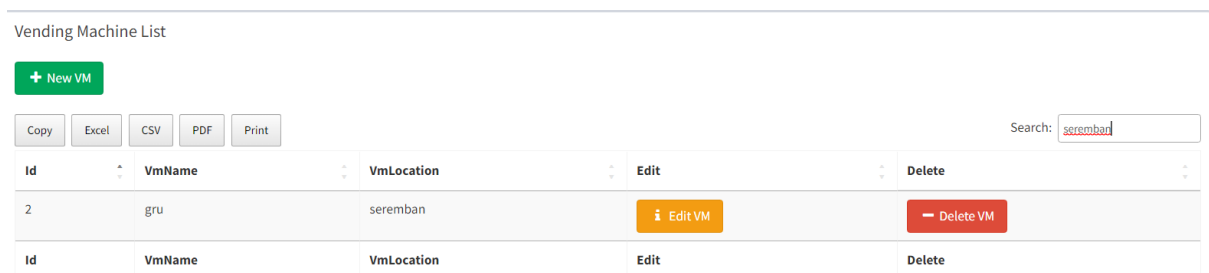 Vending Machine List
New VM
Copy Excel CSV PDF Print Search: seremban
Id VmName VmLocation Edit Delete
2 gru seremban Edit VM Delete VM
Id VmName VmLocation Edit Delete